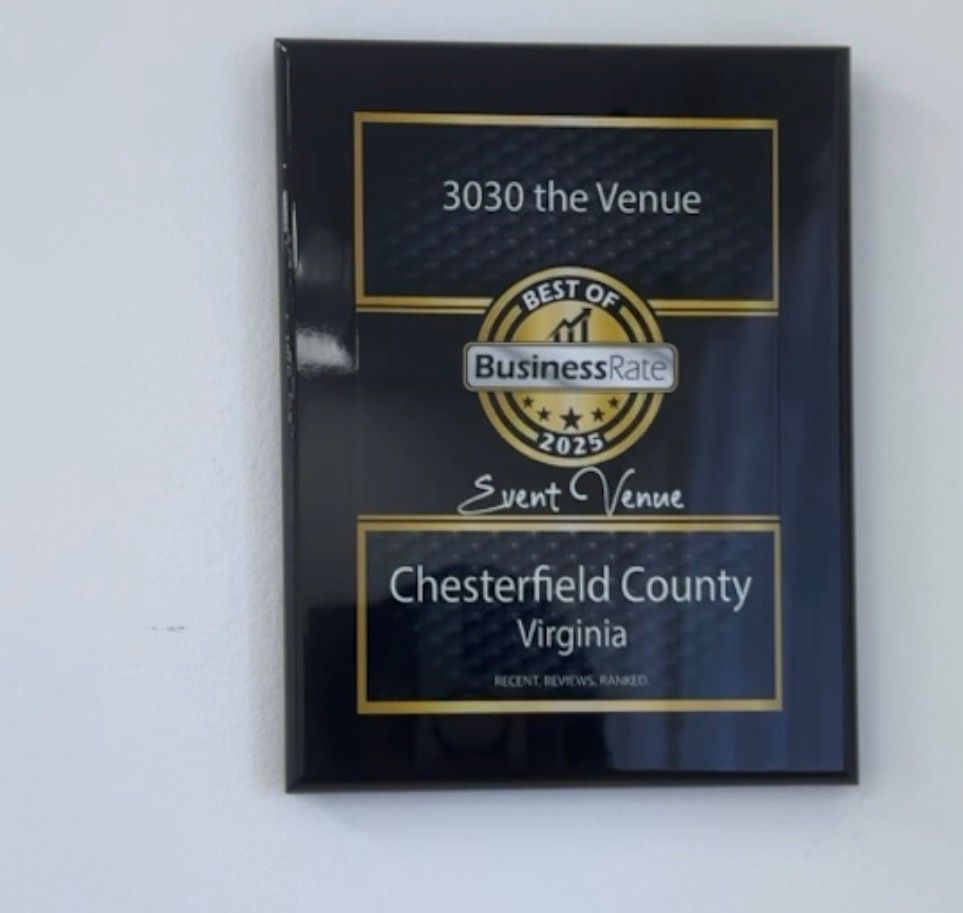 3030 the Venue
BEST OF
BusinessRate
2025
Event Venue
Chesterfield County
Virginia
RECENT. REVIEWS. RANKED.